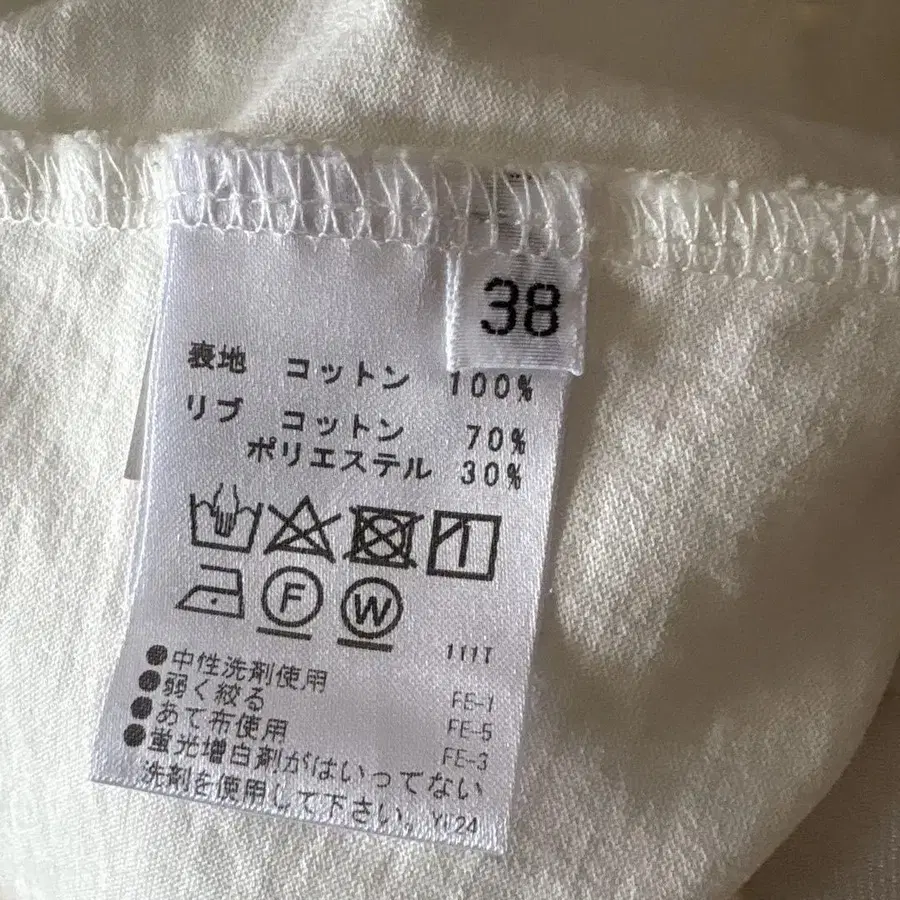 38
表地 コットン 100%
リブ コットン 70%
ポリエステル 30%
F W
111T
●中性洗剤使用 FE-1
●弱く絞る FE-5
●あて布使用 FE-3
●蛍光増白剤がはいってない
洗剤を使用して下さい。 YL24